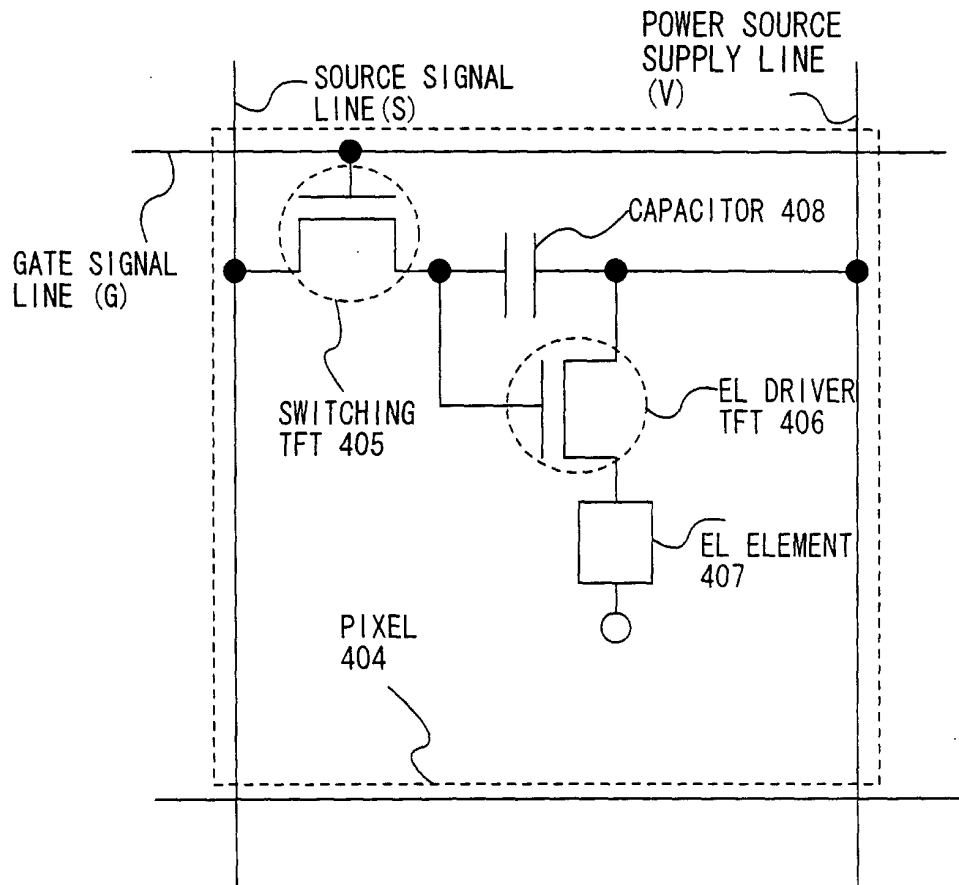 POWER SOURCE
SUPPLY LINE
(V)
SOURCE SIGNAL
LINE(S)
CAPACITOR 408
GATE SIGNAL
LINE (G)
SWITCHING
TFT 405
EL DRIVER
TFT 406
EL ELEMENT
407
PIXEL
404